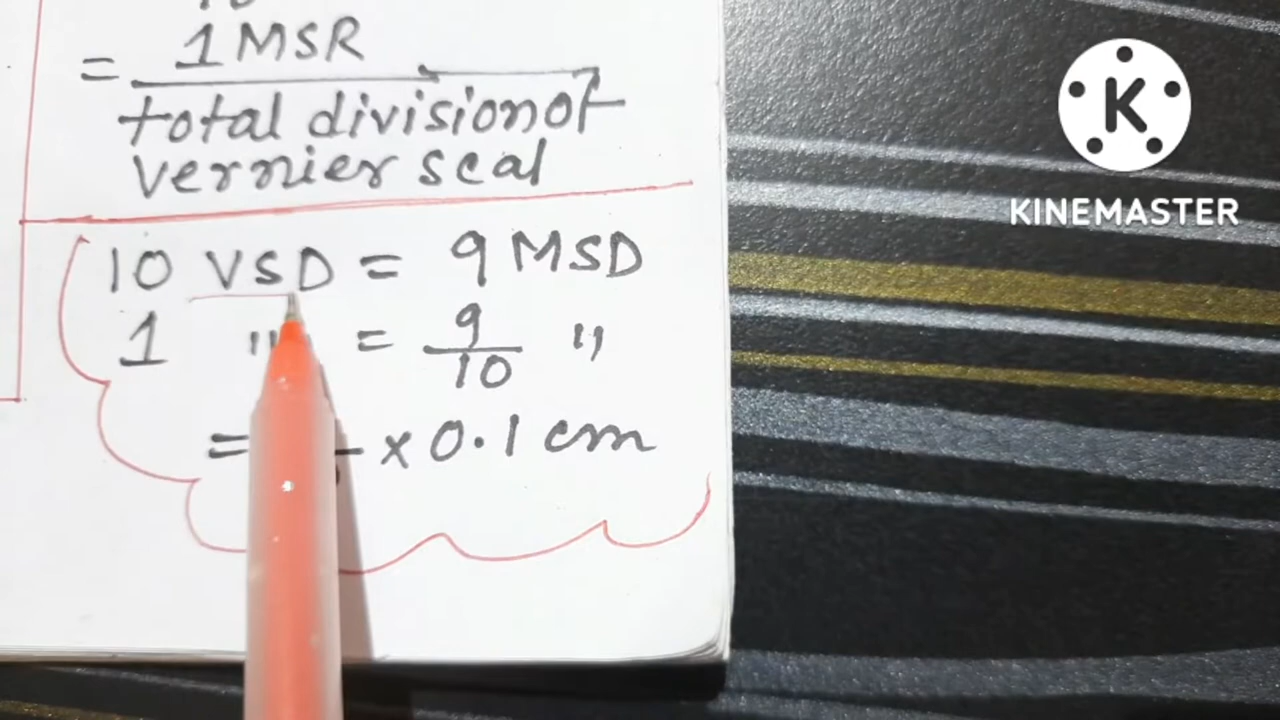 = 1 MSR
total division of
vernier scal
10 VSD = 9 MSD
1 " = 9/10 "
= x 0.1 cm
K
KINEMASTER